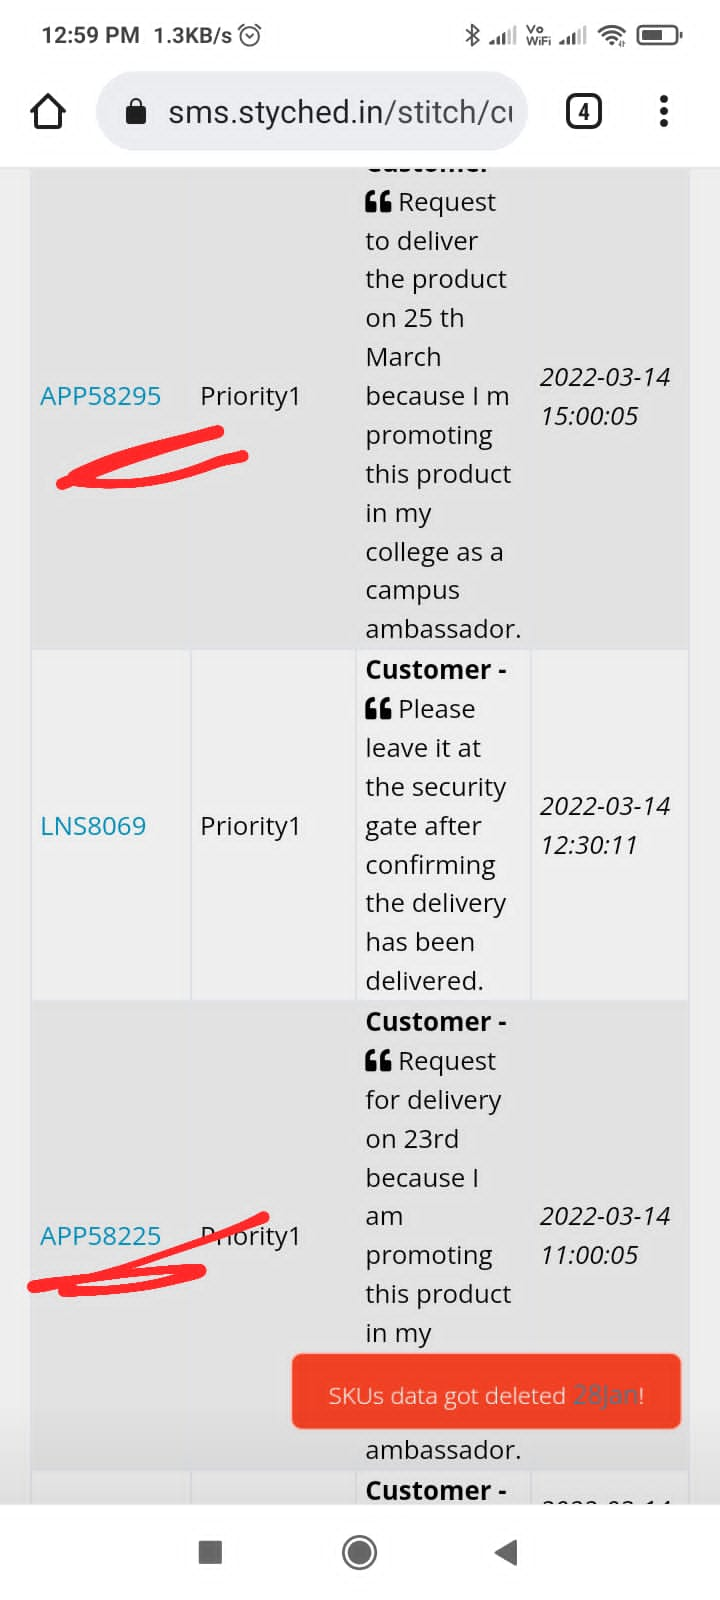 12:59 PM 1.3KB/s
Vo
WiFi
sms.styched.in/stitch/cu
4
Customer -
❝ Request
to deliver
the product
on 25 th
March
because I m
promoting
this product
in my
college as a
campus
ambassador.
APP58295
Priority1
2022-03-14
15:00:05
Customer -
❝ Please
leave it at
the security
gate after
confirming
the delivery
has been
delivered.
LNS8069
Priority1
2022-03-14
12:30:11
Customer -
❝ Request
for delivery
on 23rd
because I
am
promoting
this product
in my
ambassador.
APP58225
Priority1
2022-03-14
11:00:05
SKUs data got deleted 28jan!
Customer -